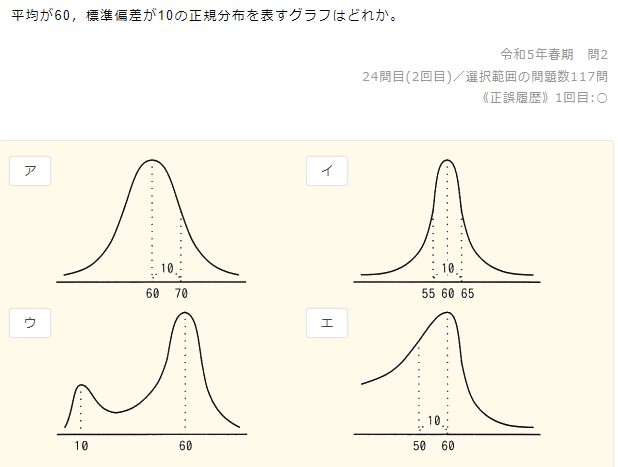 平均が60，標準偏差が10の正規分布を表すグラフはどれか。
令和5年春期　問2
24問目(2回目)／選択範囲の問題数117問
《正誤履歴》1回目:○
ア
10
60 70
イ
10
55 60 65
ウ
10 60
エ
10
50 60